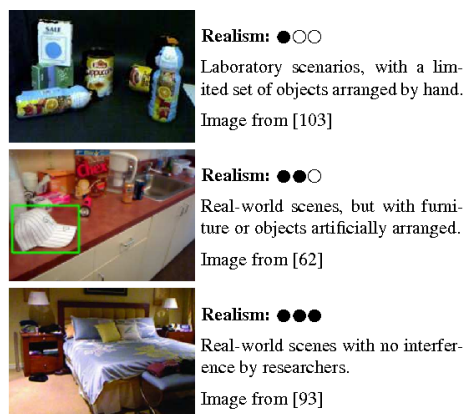 SALT
Realism: ●○○
Laboratory scenarios, with a lim-
ited set of objects arranged by hand.
Image from [103]
Realism: ●●○
Real-world scenes, but with furni-
ture or objects artificially arranged.
Image from [62]
Realism: ●●●
Real-world scenes with no interfer-
ence by researchers.
Image from [93]